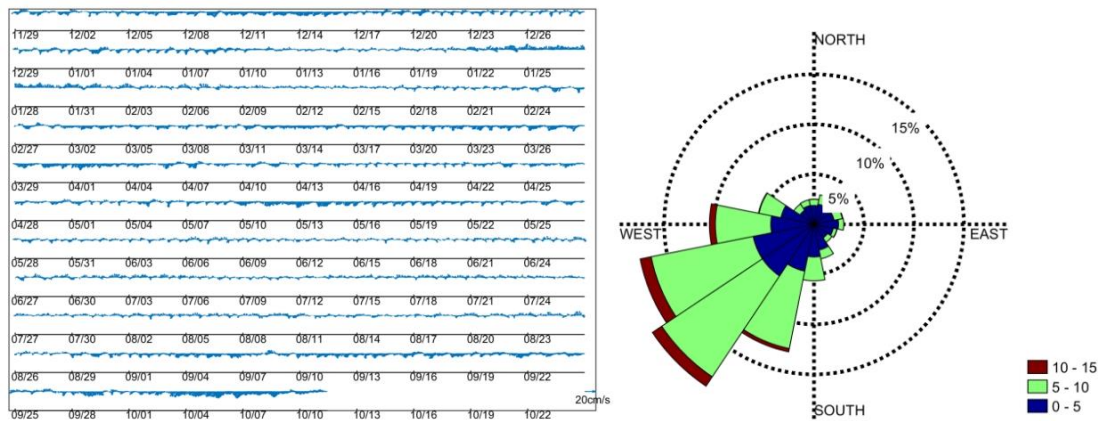 11/29 12/02 12/05 12/08 12/11 12/14 12/17 12/20 12/23 12/26
12/29 01/01 01/04 01/07 01/10 01/13 01/16 01/19 01/22 01/25
01/28 01/31 02/03 02/06 02/09 02/12 02/15 02/18 02/21 02/24
02/27 03/02 03/05 03/08 03/11 03/14 03/17 03/20 03/23 03/26
03/29 04/01 04/04 04/07 04/10 04/13 04/16 04/19 04/22 04/25
04/28 05/01 05/04 05/07 05/10 05/13 05/16 05/19 05/22 05/25
05/28 05/31 06/03 06/06 06/09 06/12 06/15 06/18 06/21 06/24
06/27 06/30 07/03 07/06 07/09 07/12 07/15 07/18 07/21 07/24
07/27 07/30 08/02 08/05 08/08 08/11 08/14 08/17 08/20 08/23
08/26 08/29 09/01 09/04 09/07 09/10 09/13 09/16 09/19 09/22
20cm/s
09/25 09/28 10/01 10/04 10/07 10/10 10/13 10/16 10/19 10/22
NORTH
15%
10%
5%
WEST EAST
SOUTH
10 - 15
5 - 10
0 - 5